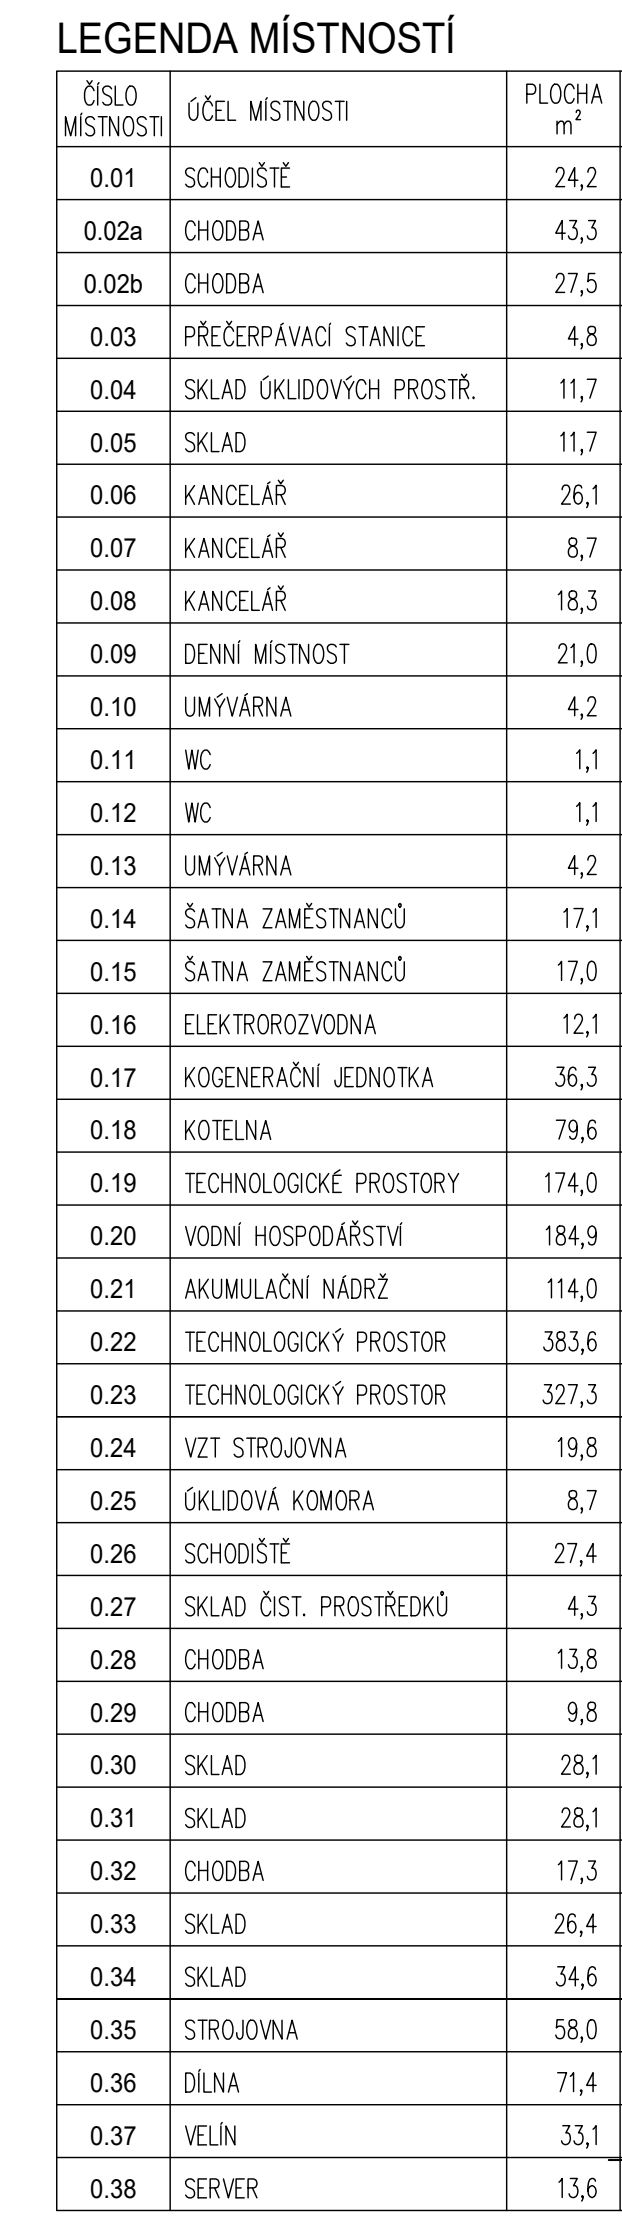 LEGENDA MÍSTNOSTÍ
ČÍSLO MÍSTNOSTI ÚČEL MÍSTNOSTI PLOCHA m²
0.01 SCHODIŠTĚ 24,2
0.02a CHODBA 43,3
0.02b CHODBA 27,5
0.03 PŘEČERPÁVACÍ STANICE 4,8
0.04 SKLAD ÚKLIDOVÝCH PROSTŘ. 11,7
0.05 SKLAD 11,7
0.06 KANCELÁŘ 26,1
0.07 KANCELÁŘ 8,7
0.08 KANCELÁŘ 18,3
0.09 DENNÍ MÍSTNOST 21,0
0.10 UMÝVÁRNA 4,2
0.11 WC 1,1
0.12 WC 1,1
0.13 UMÝVÁRNA 4,2
0.14 ŠATNA ZAMĚSTNANCŮ 17,1
0.15 ŠATNA ZAMĚSTNANCŮ 17,0
0.16 ELEKTROROZVODNA 12,1
0.17 KOGENERAČNÍ JEDNOTKA 36,3
0.18 KOTELNA 79,6
0.19 TECHNOLOGICKÉ PROSTORY 174,0
0.20 VODNÍ HOSPODÁŘSTVÍ 184,9
0.21 AKUMULAČNÍ NÁDRŽ 114,0
0.22 TECHNOLOGICKÝ PROSTOR 383,6
0.23 TECHNOLOGICKÝ PROSTOR 327,3
0.24 VZT STROJOVNA 19,8
0.25 ÚKLIDOVÁ KOMORA 8,7
0.26 SCHODIŠTĚ 27,4
0.27 SKLAD ČIST. PROSTŘEDKŮ 4,3
0.28 CHODBA 13,8
0.29 CHODBA 9,8
0.30 SKLAD 28,1
0.31 SKLAD 28,1
0.32 CHODBA 17,3
0.33 SKLAD 26,4
0.34 SKLAD 34,6
0.35 STROJOVNA 58,0
0.36 DÍLNA 71,4
0.37 VELÍN 33,1
0.38 SERVER 13,6